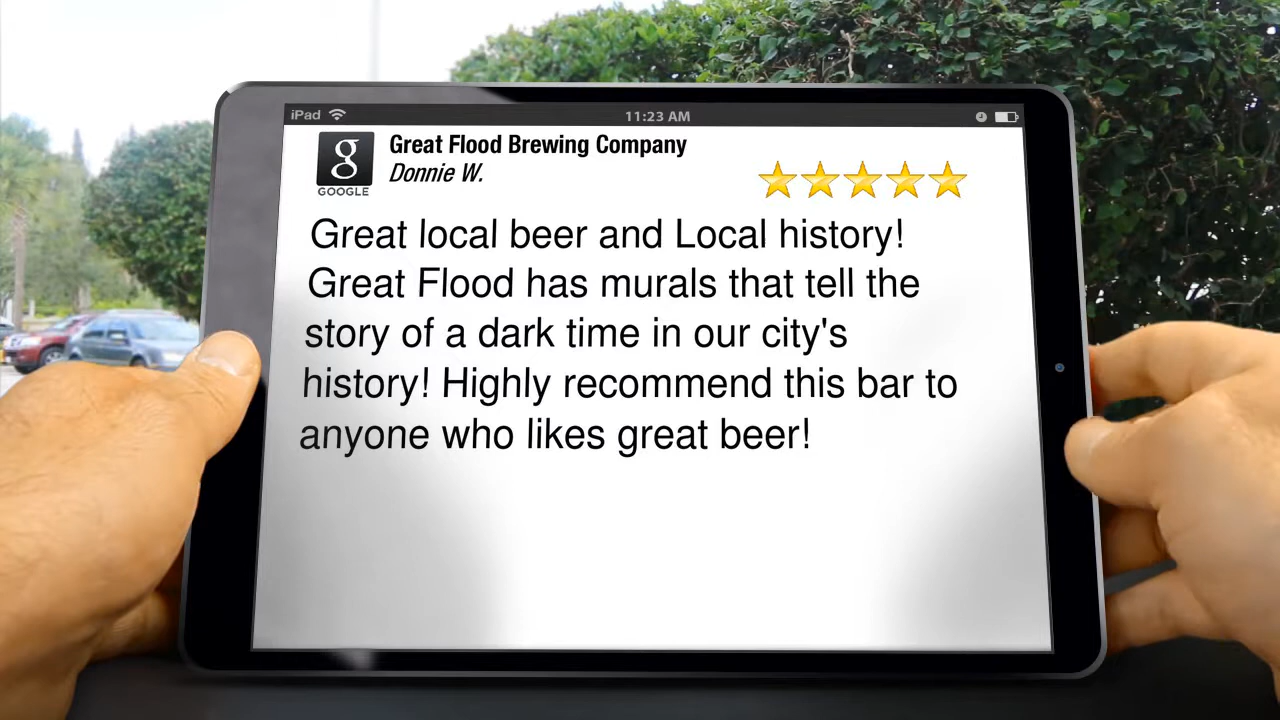 iPad 11:23 AM
g
GOOGLE
Great Flood Brewing Company
Donnie W.
Great local beer and Local history!
Great Flood has murals that tell the
story of a dark time in our city's
history! Highly recommend this bar to
anyone who likes great beer!